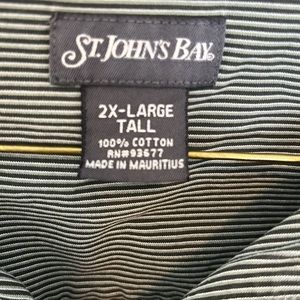 ST. JOHN'S BAY®
2X-LARGE
TALL
100% COTTON
RN#93677
MADE IN MAURITIUS